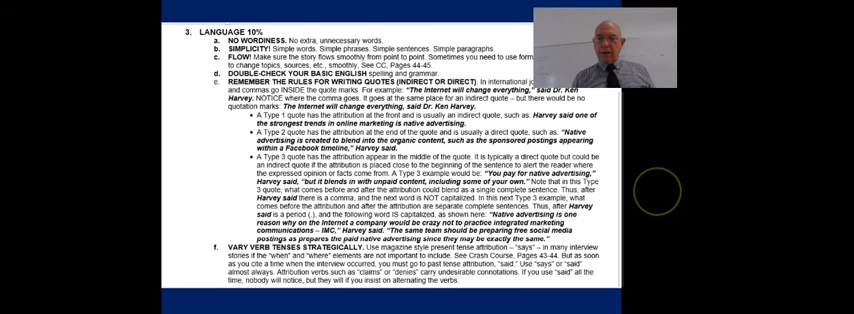 3. LANGUAGE 10%
a. NO WORDINESS. No extra, unnecessary words.
b. SIMPLICITY! Simple words. Simple phrases. Simple sentences. Simple paragraphs.
c. FLOW! Make sure the story flows smoothly from point to point. Sometimes you need to use form
to change topics, sources, etc., smoothly, See CC, Pages 44-45.
d. DOUBLE-CHECK YOUR BASIC ENGLISH spelling and grammar.
e. REMEMBER THE RULES FOR WRITING QUOTES (INDIRECT OR DIRECT). In international jo
and commas go INSIDE the quote marks. For example: "The Internet will change everything," said Dr. Ken
Harvey. NOTICE where the comma goes. It goes at the same place for an indirect quote – but there would be no
quotation marks: The Internet will change everything, said Dr. Ken Harvey.
• A Type 1 quote has the attribution at the front and is usually an indirect quote, such as: Harvey said one of
the strongest trends in online marketing is native advertising.
• A Type 2 quote has the attribution at the end of the quote and is usually a direct quote, such as: "Native
advertising is created to blend into the organic content, such as the sponsored postings appearing
within a Facebook timeline," Harvey said.
• A Type 3 quote has the attribution appear in the middle of the quote. It is typically a direct quote but could be
an indirect quote if the attribution is placed close to the beginning of the sentence to alert the reader where
the expressed opinion or facts come from. A Type 3 example would be: "You pay for native advertising,"
Harvey said, "but it blends in with unpaid content, including some of your own." Note that in this Type
3 quote, what comes before and after the attribution could blend as a single complete sentence. Thus, after
Harvey said there is a comma, and the next word is NOT capitalized. In this next Type 3 example, what
comes before the attribution and after the attribution are separate complete sentences. Thus, after Harvey
said is a period (.), and the following word IS capitalized, as shown here: "Native advertising is one
reason why on the Internet a company would be crazy not to practice integrated marketing
communications – IMC," Harvey said. "The same team should be preparing free social media
postings as prepares the paid native advertising since they may be exactly the same."
f. VARY VERB TENSES STRATEGICALLY. Use magazine style present tense attribution – "says" – in many interview
stories if the "when" and "where" elements are not important to include. See Crash Course, Pages 43-44. But as soon
as you cite a time when the interview occurred, you must go to past tense attribution, "said." Use "says" or "said"
almost always. Attribution verbs such as "claims" or "denies" carry undesirable connotations. If you use "said" all the
time, nobody will notice, but they will if you insist on alternating the verbs.